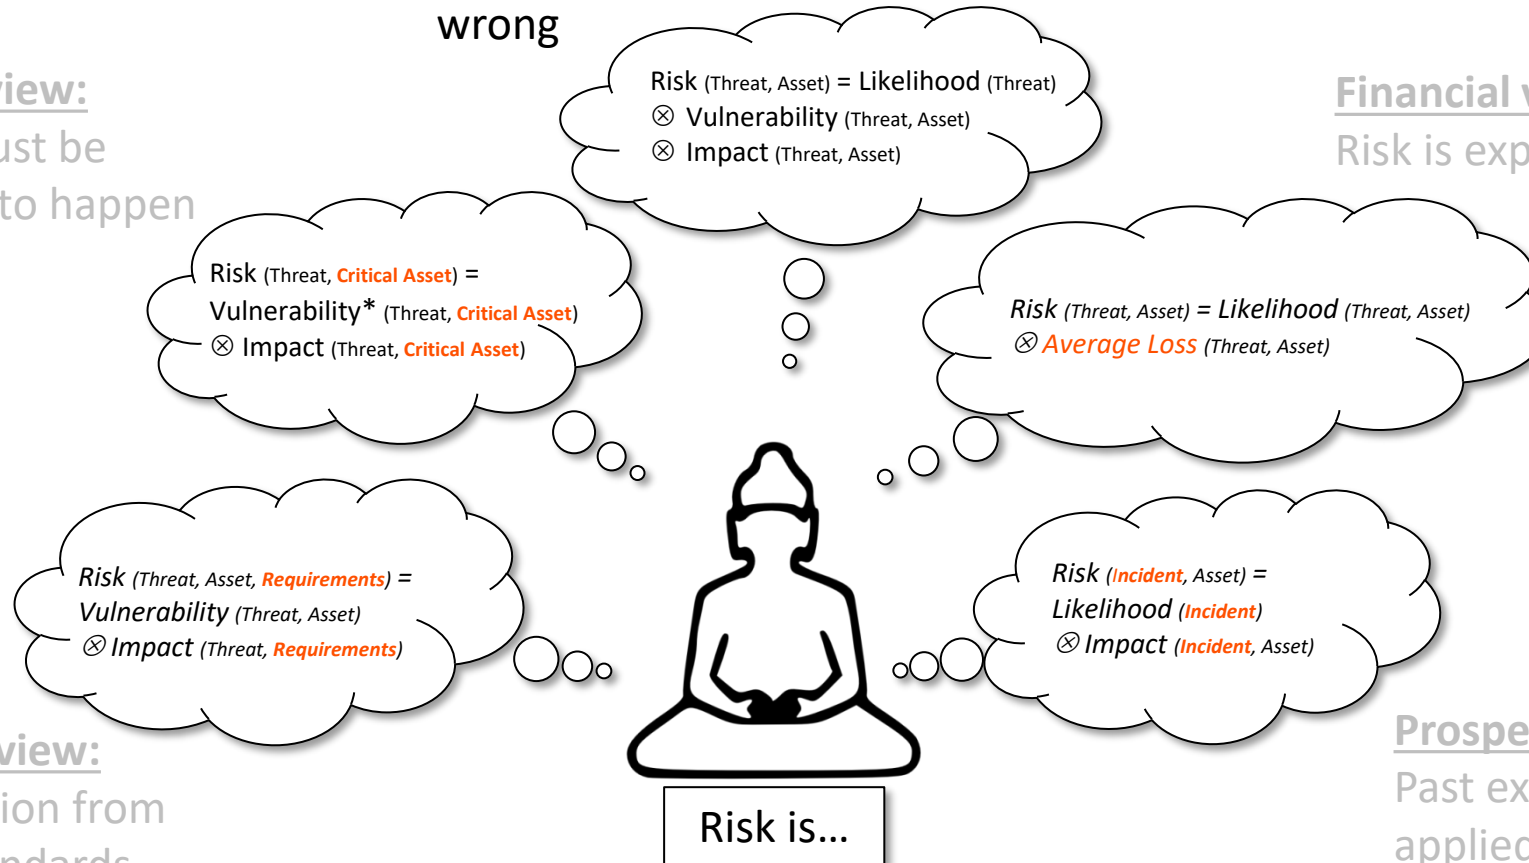 wrong
Risk (Threat, Asset) = Likelihood (Threat)
⊗ Vulnerability (Threat, Asset)
⊗ Impact (Threat, Asset)
view:
ust be
to happen
Financial v
Risk is exp
Risk (Threat, Critical Asset) =
Vulnerability* (Threat, Critical Asset)
⊗ Impact (Threat, Critical Asset)
Risk (Threat, Asset) = Likelihood (Threat, Asset)
⊗ Average Loss (Threat, Asset)
Risk (Threat, Asset, Requirements) =
Vulnerability (Threat, Asset)
⊗ Impact (Threat, Requirements)
Risk (Incident, Asset) =
Likelihood (Incident)
⊗ Impact (Incident, Asset)
view:
ion from
ndards
Prospe
Past ex
applied
Risk is...